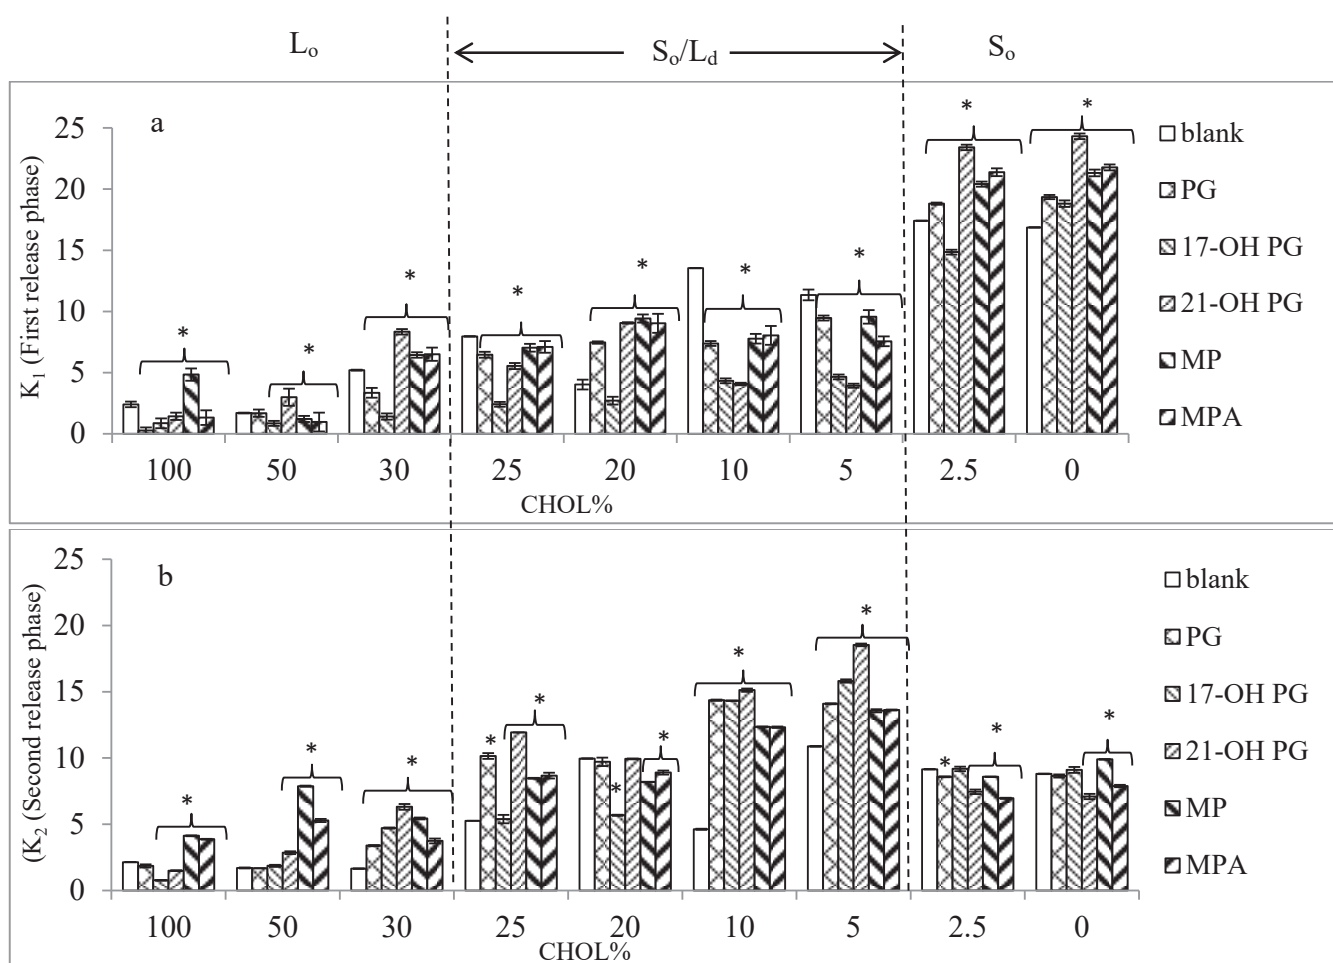 Lo So/Ld So
a
K1 (First release phase)
25
20
15
10
5
0
* * * * * * * * *
100 50 30 25 20 10 5 2.5 0
CHOL%
blank
PG
17-OH PG
21-OH PG
MP
MPA
b
(K2 (Second release phase)
25
20
15
10
5
0
* * * * * * * * * * * *
100 50 30 25 20 10 5 2.5 0
CHOL%
blank
PG
17-OH PG
21-OH PG
MP
MPA